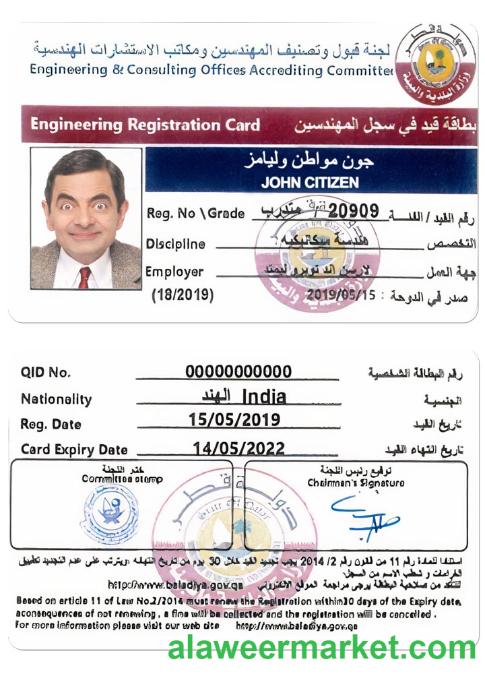 لجنة قبول وتصنيف المهندسين ومكاتب الاستشارات الهندسية
Engineering & Consulting Offices Accrediting Committee
دولة قطر
وزارة البلدية والبيئة
Engineering Registration Card بطاقة قيد في سجل المهندسين
جون مواطن وليامز
JOHN CITIZEN
Reg. No \ Grade 20909 / متدرب رقم القيد / الفئة
Discipline هندسة ميكانيكية التخصص
Employer لارسن اند توبرو ليمتد جهة العمل
(18/2019) صدر في الدوحة : 2019/05/15
QID No. 00000000000 رقم البطاقة الشخصية
Nationality الهند India الجنسية
Reg. Date 15/05/2019 تاريخ القيد
Card Expiry Date 14/05/2022 تاريخ انتهاء القيد
ختم اللجنة
Committee stamp
توقيع رئيس اللجنة
Chairman's Signature
دولة قطر
استنادا للمادة رقم 11 من قانون رقم 2/ 2014 يجب تجديد القيد خلال 30 يوم من تاريخ انتهائه ويترتب على عدم التجديد تطبيق
الغرامات و شطب الاسم من السجل
للتأكد من صلاحية البطاقة يرجى مراجعة الموقع الالكتروني http://www.baladiya.gov.qa
Based on article 11 of Law No.2/2014 must renew the Registration within30 days of the Expiry date,
aconsequences of not renewing , a fine will be collected and the registration will be cancelled .
For more information please visit our web site http://www.baladiya.gov.qa
alaweermarket.com